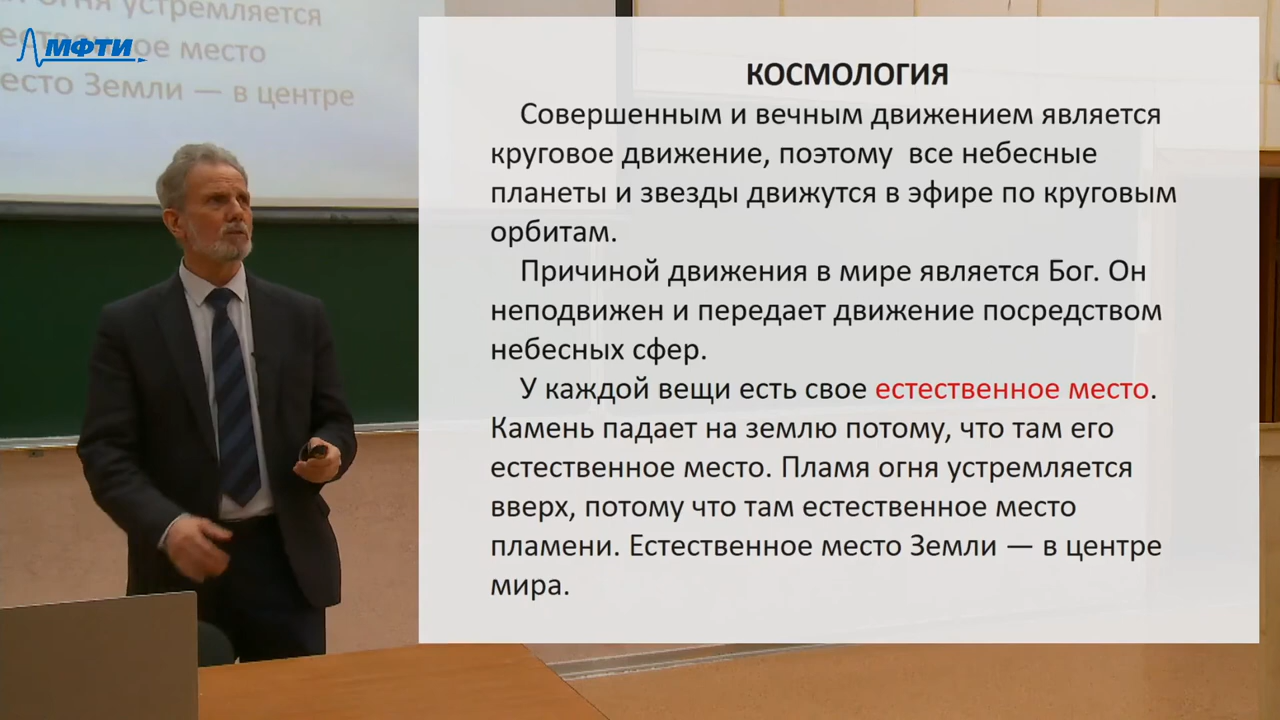 огня устремляется
естественное место
место Земли — в центре
МФТИ
КОСМОЛОГИЯ
Совершенным и вечным движением является
круговое движение, поэтому все небесные
планеты и звезды движутся в эфире по круговым
орбитам.
Причиной движения в мире является Бог. Он
неподвижен и передает движение посредством
небесных сфер.
У каждой вещи есть свое естественное место.
Камень падает на землю потому, что там его
естественное место. Пламя огня устремляется
вверх, потому что там естественное место
пламени. Естественное место Земли — в центре
мира.